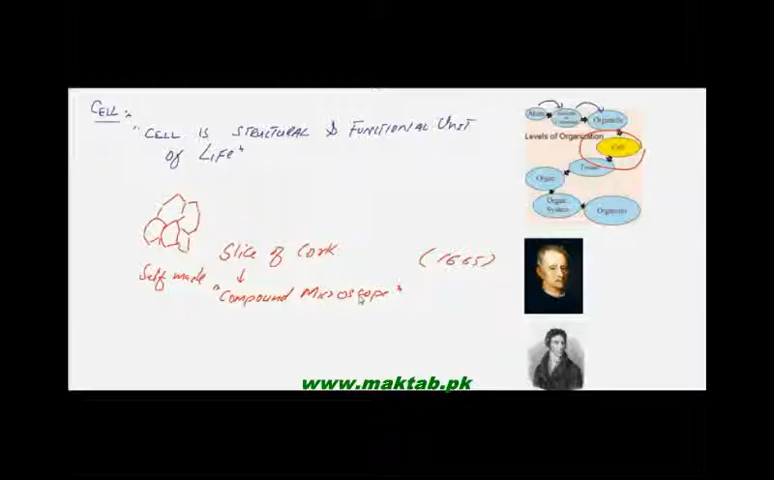 CELL:
"CELL IS STRUCTURAL & FUNCTIONAL UNIT
OF LIFE"
Slice of Cork
(1665)
Self made ↓
"Compound Microscope"
Atom
Organelle
Levels of Organization
Cell
Tissue
Organ
Organ
System
Organism
www.maktab.pk